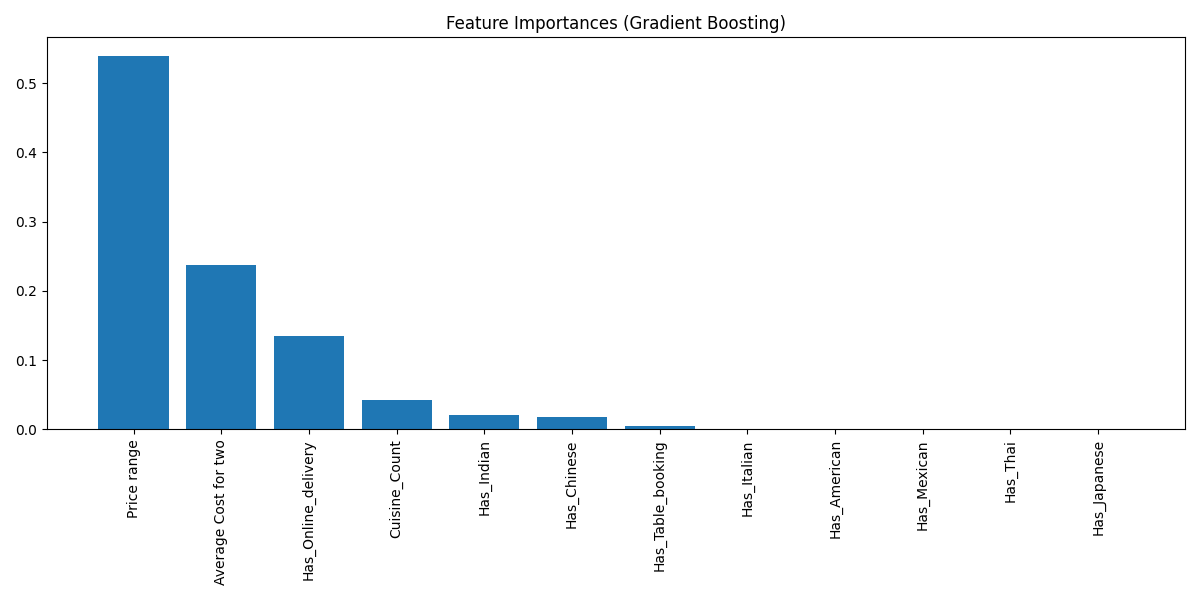 Feature Importances (Gradient Boosting)
0.5
0.4
0.3
0.2
0.1
0.0
Price range
Average Cost for two
Has_Online_delivery
Cuisine_Count
Has_Indian
Has_Chinese
Has_Table_booking
Has_Italian
Has_American
Has_Mexican
Has_Thai
Has_Japanese